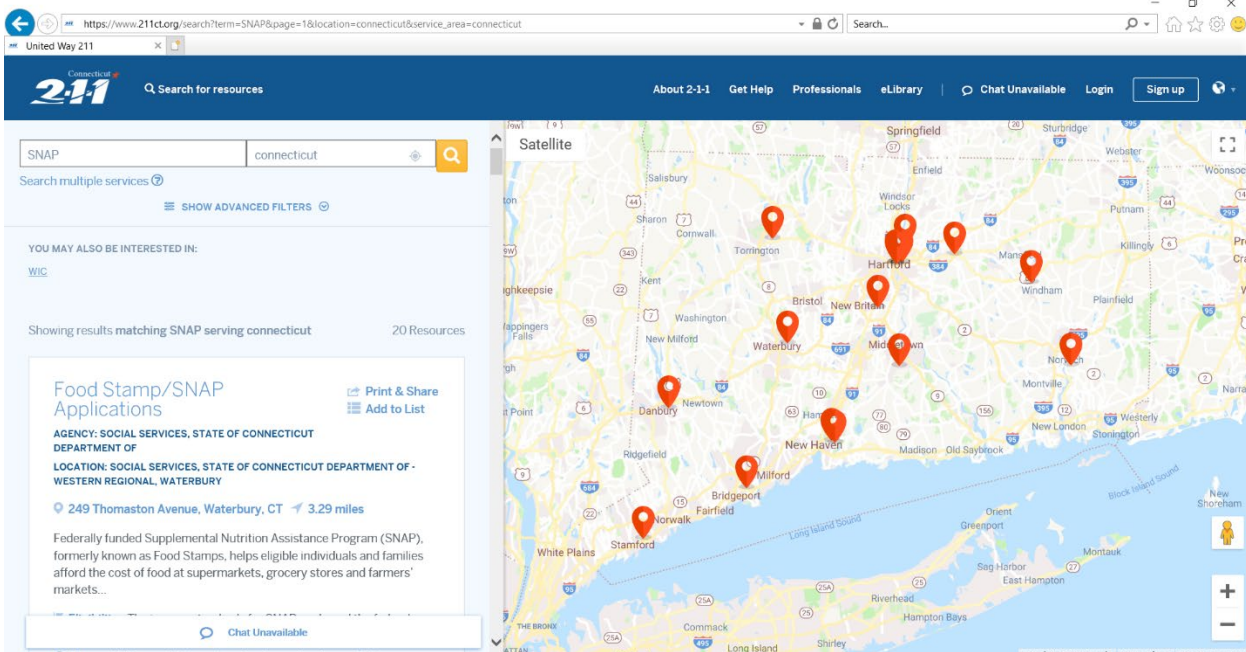 https://www.211ct.org/search?term=SNAP&page=1&location=connecticut&service_area=connecticut
Search...
United Way 211
Connecticut
2-1-1
Search for resources
About 2-1-1
Get Help
Professionals
eLibrary
Chat Unavailable
Login
Sign up
SNAP
connecticut
Search multiple services
SHOW ADVANCED FILTERS
YOU MAY ALSO BE INTERESTED IN:
WIC
Showing results matching SNAP serving connecticut
20 Resources
Food Stamp/SNAP
Applications
Print & Share
Add to List
AGENCY: SOCIAL SERVICES, STATE OF CONNECTICUT
DEPARTMENT OF
LOCATION: SOCIAL SERVICES, STATE OF CONNECTICUT DEPARTMENT OF -
WESTERN REGIONAL, WATERBURY
249 Thomaston Avenue, Waterbury, CT
3.29 miles
Federally funded Supplemental Nutrition Assistance Program (SNAP),
formerly known as Food Stamps, helps eligible individuals and families
afford the cost of food at supermarkets, grocery stores and farmers'
markets...
Chat Unavailable
Satellite
Springfield
Sturbridge
Webster
Enfield
Salisbury
Windsor
Locks
Putnam
Sharon
Cornwall
Torrington
Killingly
Hartford
Kent
Windham
Bristol
New Britain
Plainfield
Washington
New Milford
Waterbury
Middletown
Norwich
Montville
Danbury
Newtown
New London
Westerly
Stonington
New Haven
Madison
Old Saybrook
Ridgefield
Milford
Bridgeport
Fairfield
Norwalk
Block Island Sound
New
Shoreham
Long Island Sound
Orient
Greenport
White Plains
Stamford
Montauk
Sag Harbor
East Hampton
Riverhead
Hampton Bays
THE BRONX
Commack
Long Island
Shirley